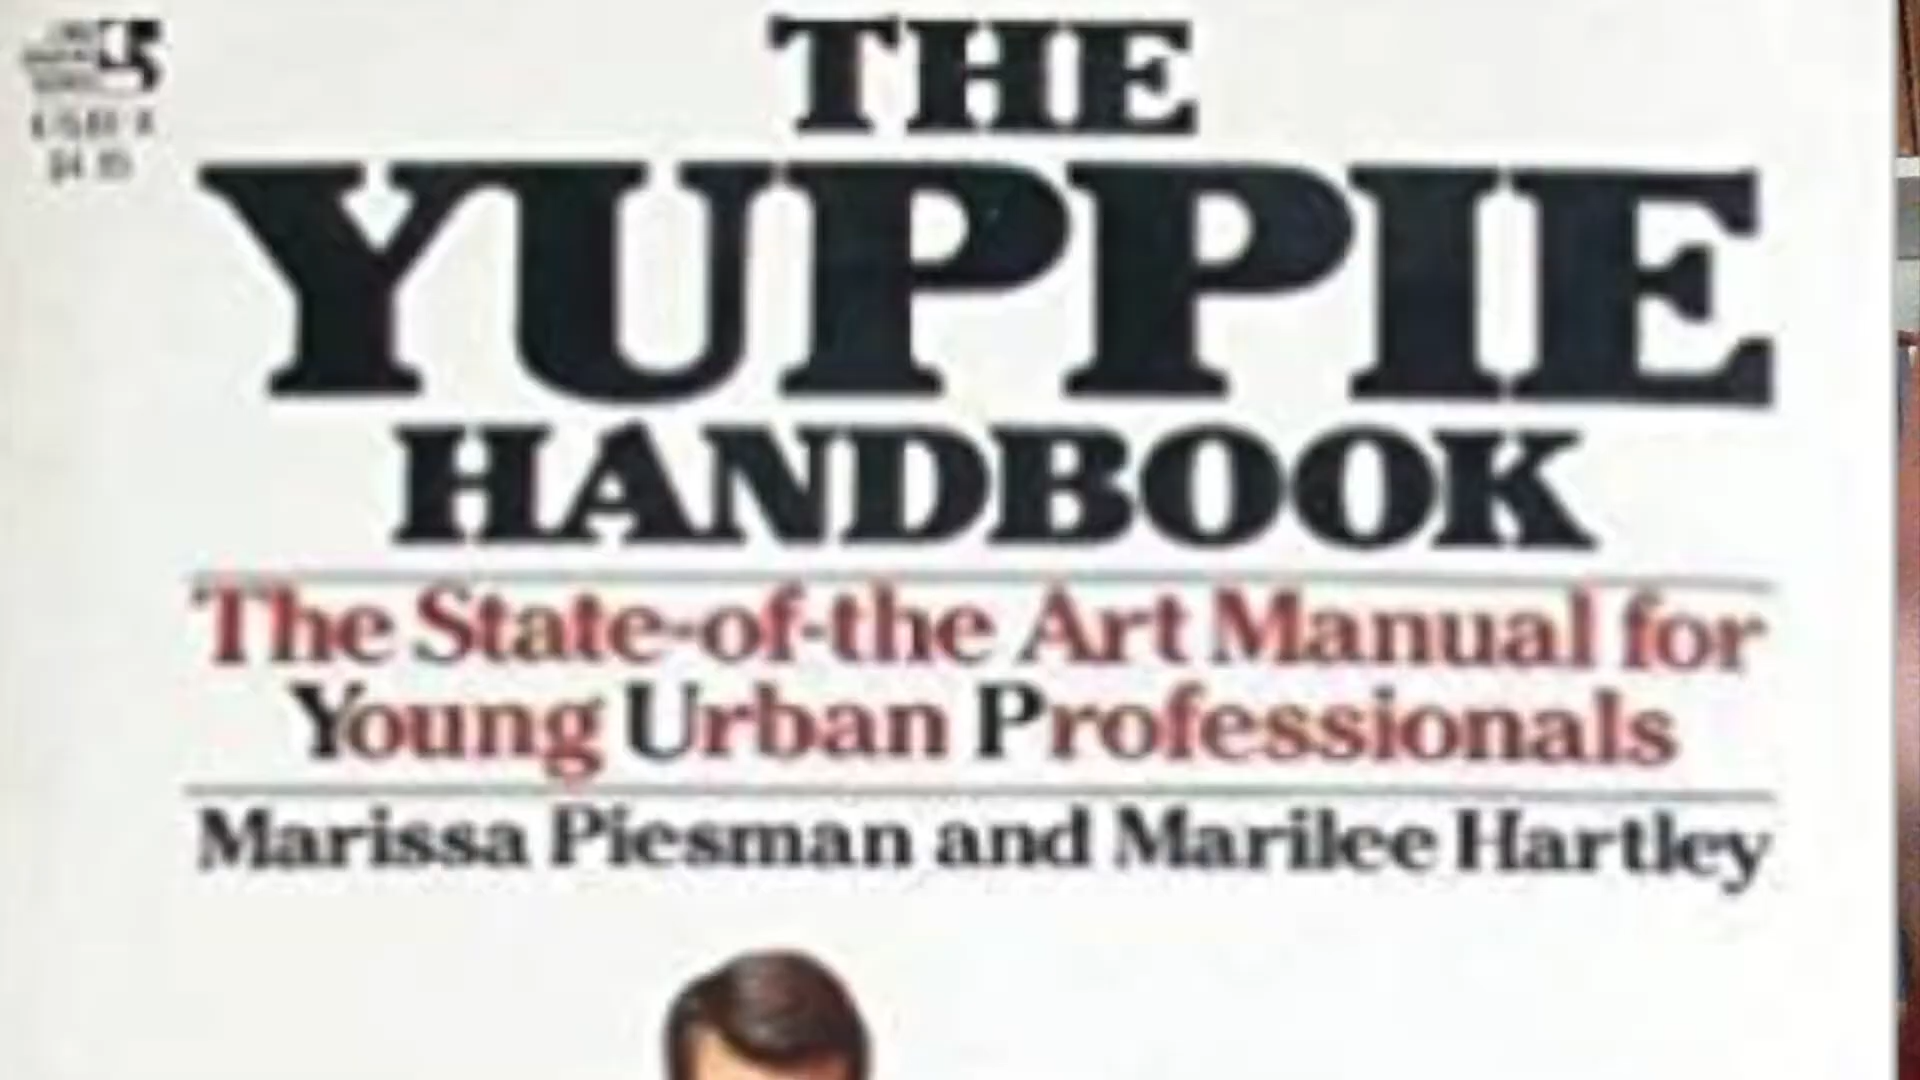 THE
YUPPIE
HANDBOOK
The State-of-the Art Manual for
Young Urban Professionals
Marissa Piesman and Marilee Hartley